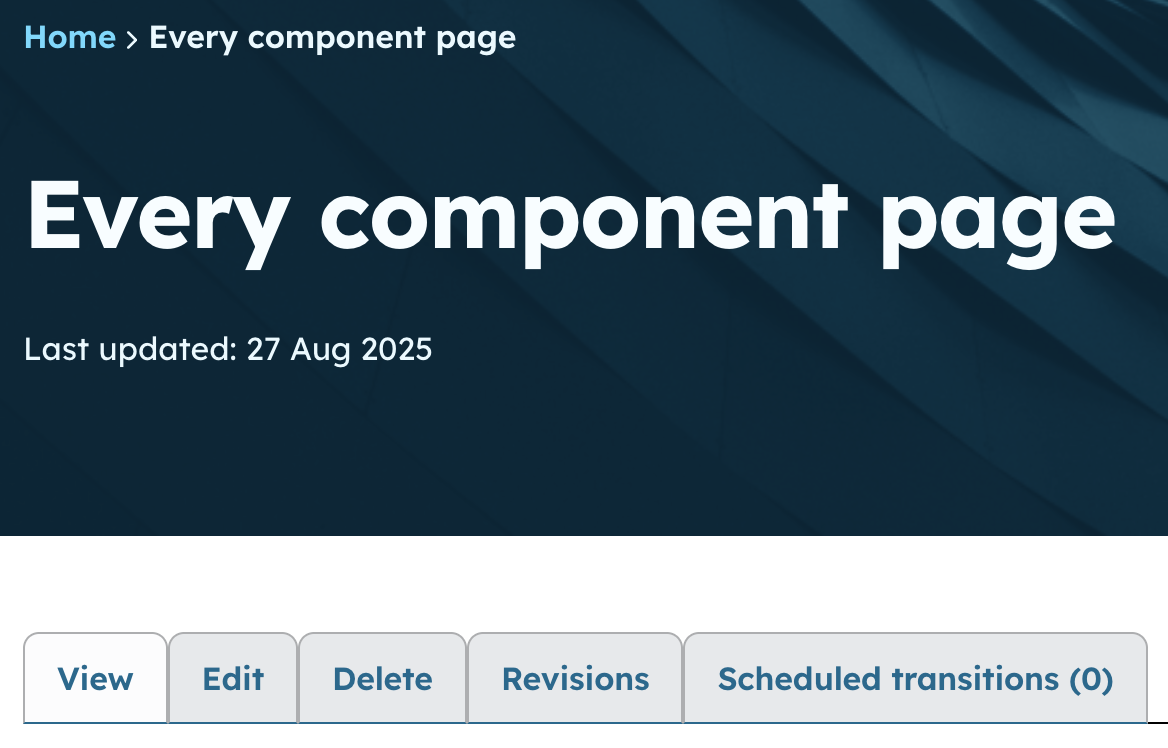 Home > Every component page
Every component page
Last updated: 27 Aug 2025
View Edit Delete Revisions Scheduled transitions (0)